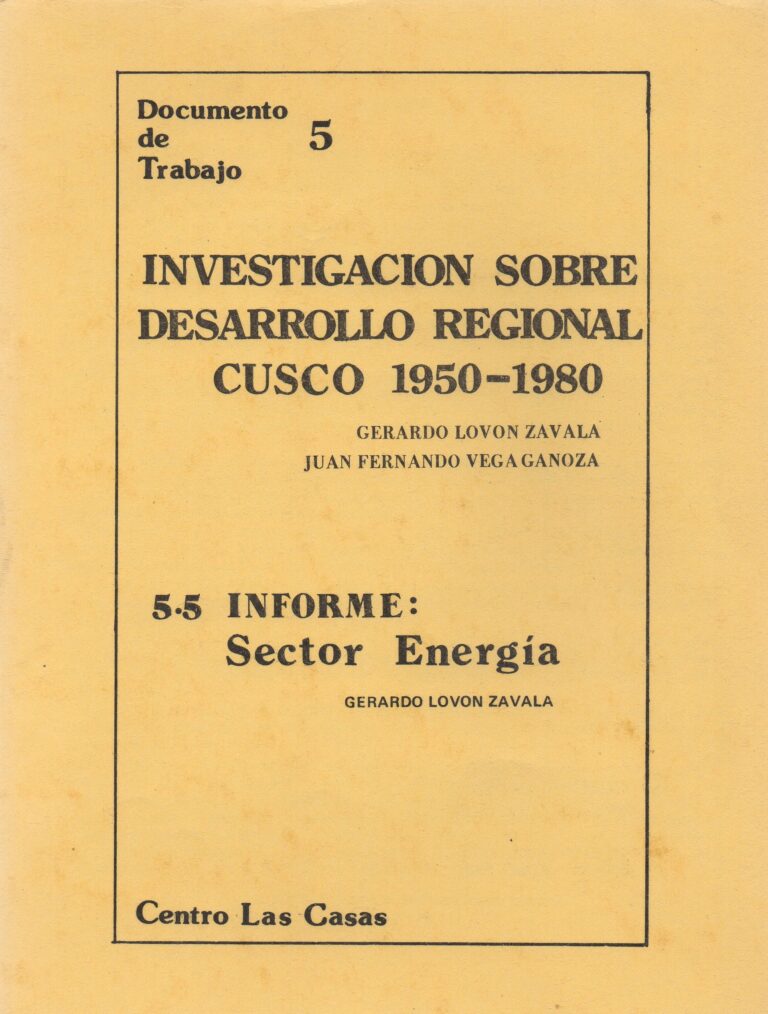 Documento
de 5
Trabajo
INVESTIGACION SOBRE
DESARROLLO REGIONAL
CUSCO 1950-1980
GERARDO LOVON ZAVALA
JUAN FERNANDO VEGA GANOZA
5.5 INFORME:
Sector Energía
GERARDO LOVON ZAVALA
Centro Las Casas